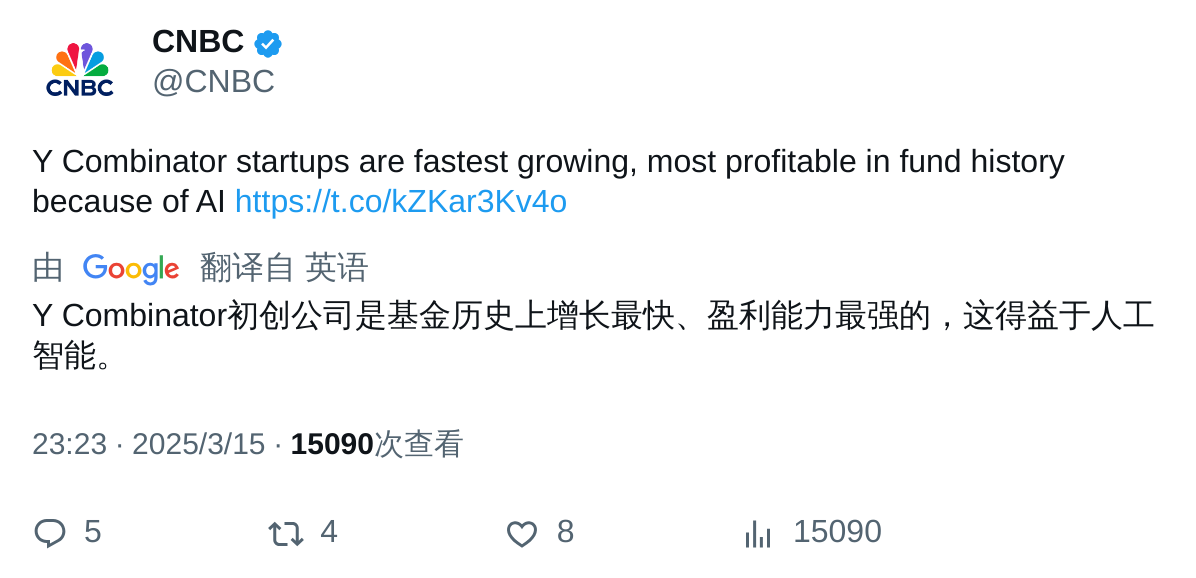 CNBC
CNBC
@CNBC
Y Combinator startups are fastest growing, most profitable in fund history
because of AI https://t.co/kZKar3Kv4o
由 Google 翻译自 英语
Y Combinator初创公司是基金历史上增长最快、盈利能力最强的，这得益于人工
智能。
23:23 · 2025/3/15 · 15090次查看
5 4 8 15090